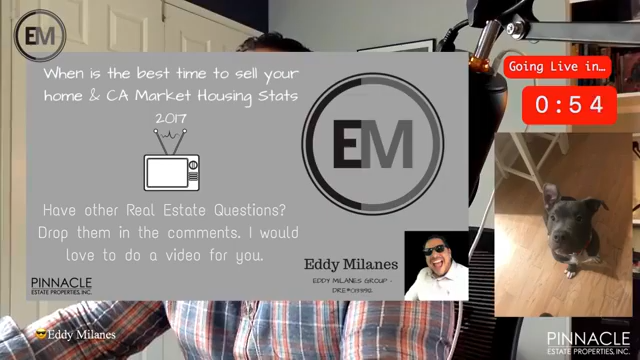 EM
When is the best time to sell your
home & CA Market Housing Stats
2017
EM
Have other Real Estate Questions?
Drop them in the comments. I would
love to do a video for you.
Eddy Milanes
EDDY MILANES GROUP -
PINNACLE
ESTATE PROPERTIES, INC.
Going Live in…
0:54
Eddy Milanes
PINNACLE
ESTATE PROPERTIES, INC.